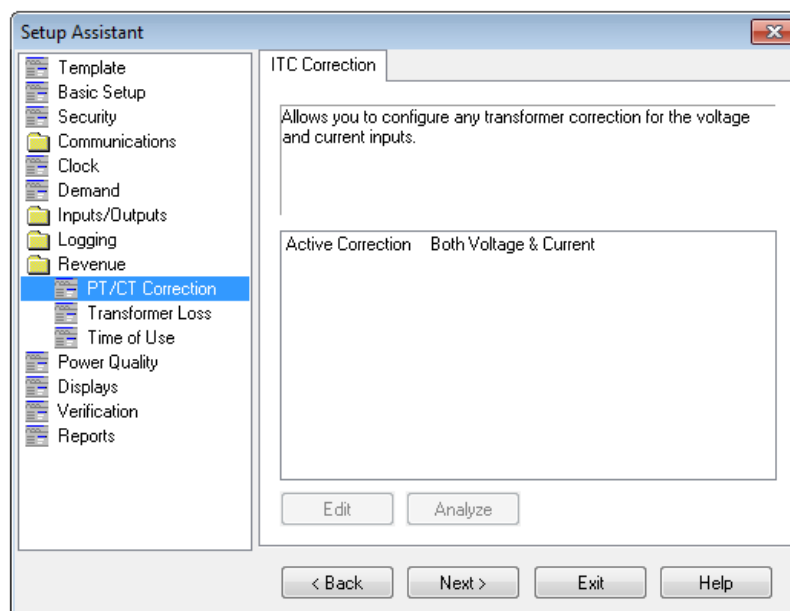 Setup Assistant
Template
Basic Setup
Security
Communications
Clock
Demand
Inputs/Outputs
Logging
Revenue
PT/CT Correction
Transformer Loss
Time of Use
Power Quality
Displays
Verification
Reports
ITC Correction
Allows you to configure any transformer correction for the voltage
and current inputs.
Active Correction Both Voltage & Current
Edit Analyze
< Back Next > Exit Help